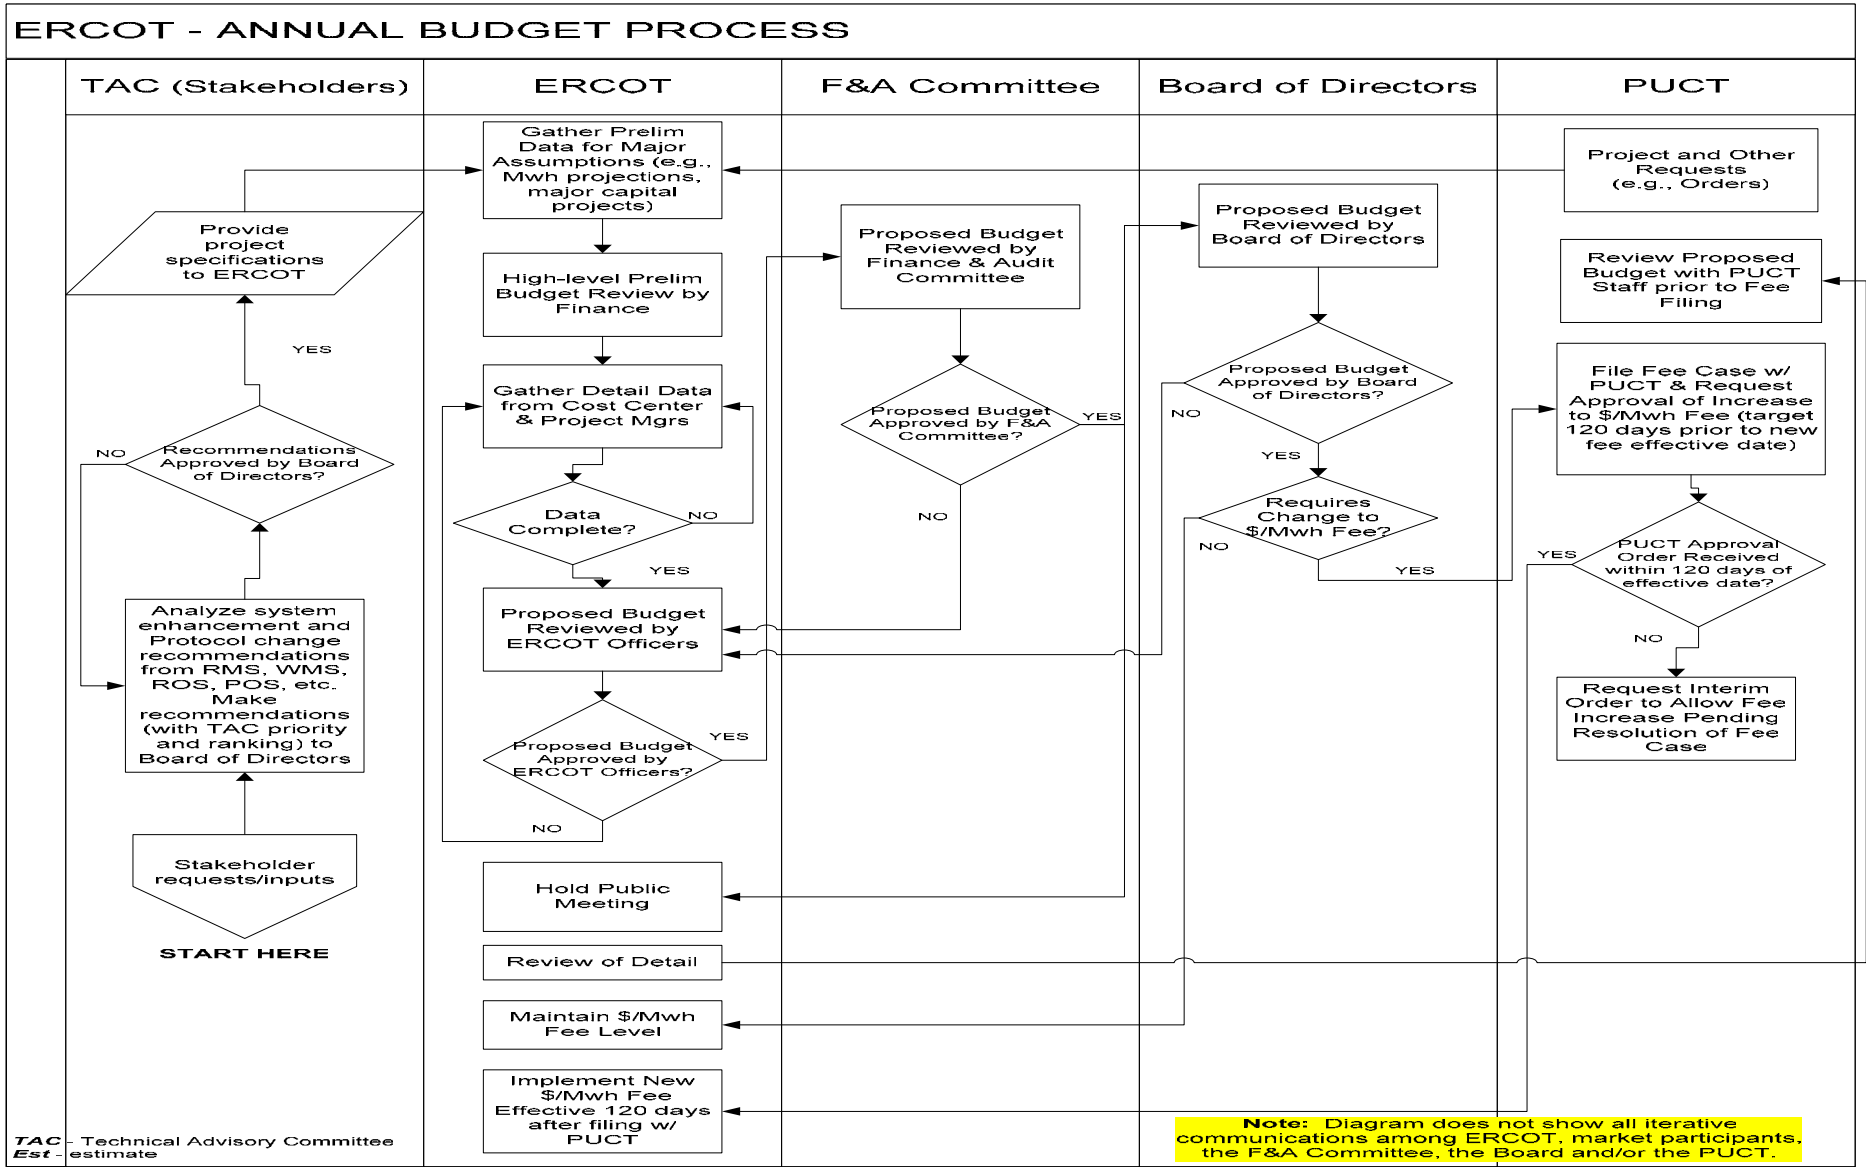 ERCOT - ANNUAL BUDGET PROCESS
TAC (Stakeholders)
ERCOT
F&A Committee
Board of Directors
PUCT
Provide
project
specifications
to ERCOT
YES
NO
Recommendations
Approved by Board
of Directors?
Analyze system
enhancement and
Protocol change
recommendations
from RMS, WMS,
ROS, POS, etc.
Make
recommendations
(with TAC priority
and ranking) to
Board of Directors
Stakeholder
requests/inputs
START HERE
Gather Prelim
Data for Major
Assumptions (e.g.,
Mwh projections,
major capital
projects)
High-level Prelim
Budget Review by
Finance
Gather Detail Data
from Cost Center
& Project Mgrs
Data
Complete?
NO
YES
Proposed Budget
Reviewed by
ERCOT Officers
Proposed Budget
Approved by
ERCOT Officers?
YES
NO
Hold Public
Meeting
Review of Detail
Maintain $/Mwh
Fee Level
Implement New
$/Mwh Fee
Effective 120 days
after filing w/
PUCT
Proposed Budget
Reviewed by
Finance & Audit
Committee
Proposed Budget
Approved by F&A
Committee?
YES
NO
Proposed Budget
Reviewed by
Board of Directors
Proposed Budget
Approved by Board
of Directors?
NO
YES
Requires
Change to
$/Mwh Fee?
NO
YES
Project and Other
Requests
(e.g., Orders)
Review Proposed
Budget with PUCT
Staff prior to Fee
Filing
File Fee Case w/
PUCT & Request
Approval of Increase
to $/Mwh Fee (target
120 days prior to new
fee effective date)
PUCT Approval
Order Received
within 120 days of
effective date?
YES
NO
Request Interim
Order to Allow Fee
Increase Pending
Resolution of Fee
Case
TAC - Technical Advisory Committee
Est - estimate
Note: Diagram does not show all iterative
communications among ERCOT, market participants,
the F&A Committee, the Board and/or the PUCT.